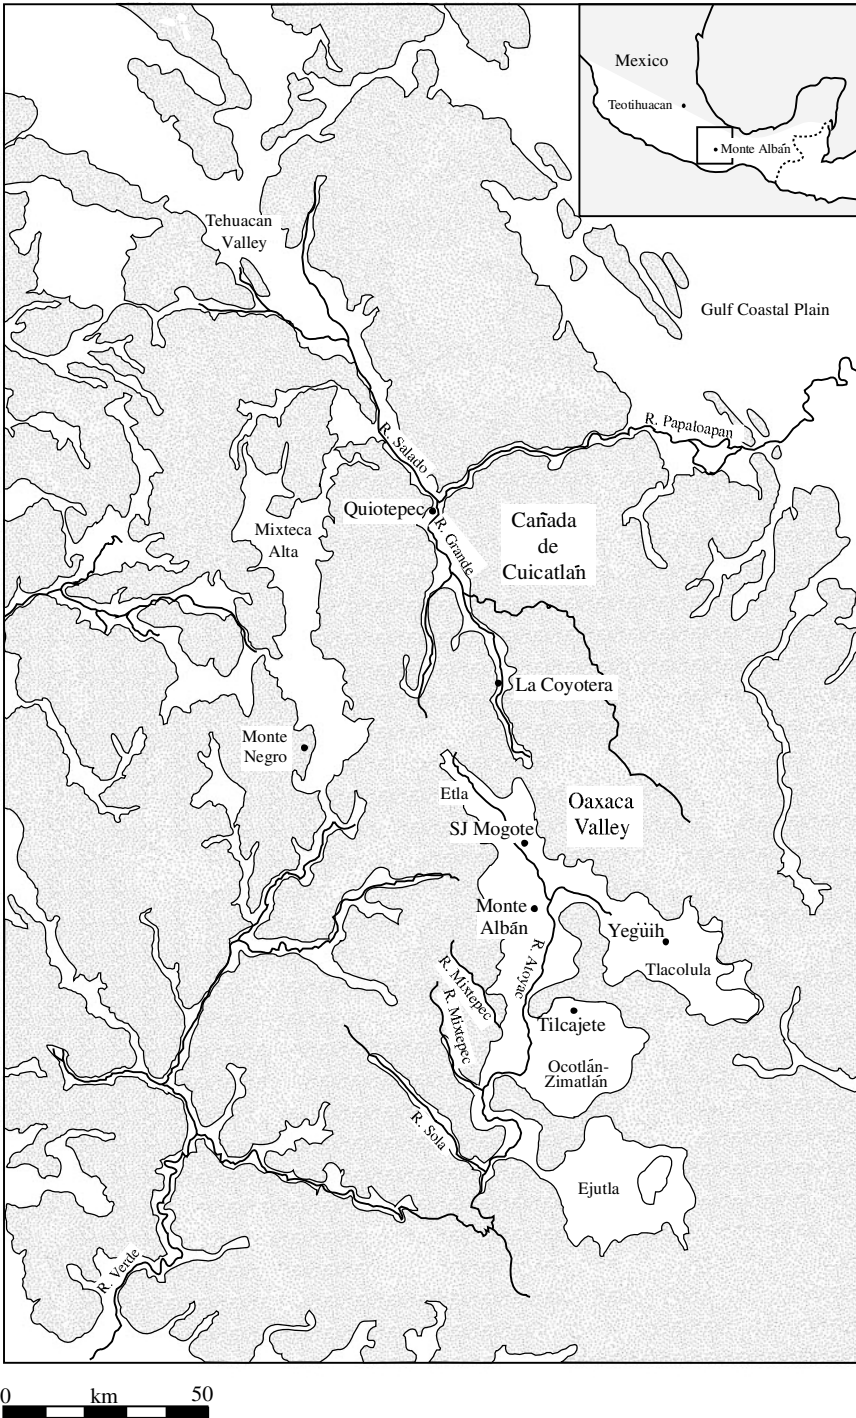 Mexico
Teotihuacan
Monte Albán
Tehuacan
Valley
Gulf Coastal Plain
R. Papaloapan
R. Salado
Quiotepec
R. Grande
Cañada
de
Cuicatlán
Mixteca
Alta
La Coyotera
Monte
Negro
Etla
Oaxaca
Valley
SJ Mogote
Monte
Albán
Yegüih
Tlacolula
R. Atoyac
R. Mixtepec
R. Mixtepec
Tilcajete
Ocotlán-
Zimatlán
R. Sola
Ejutla
R. Verde
0 km 50